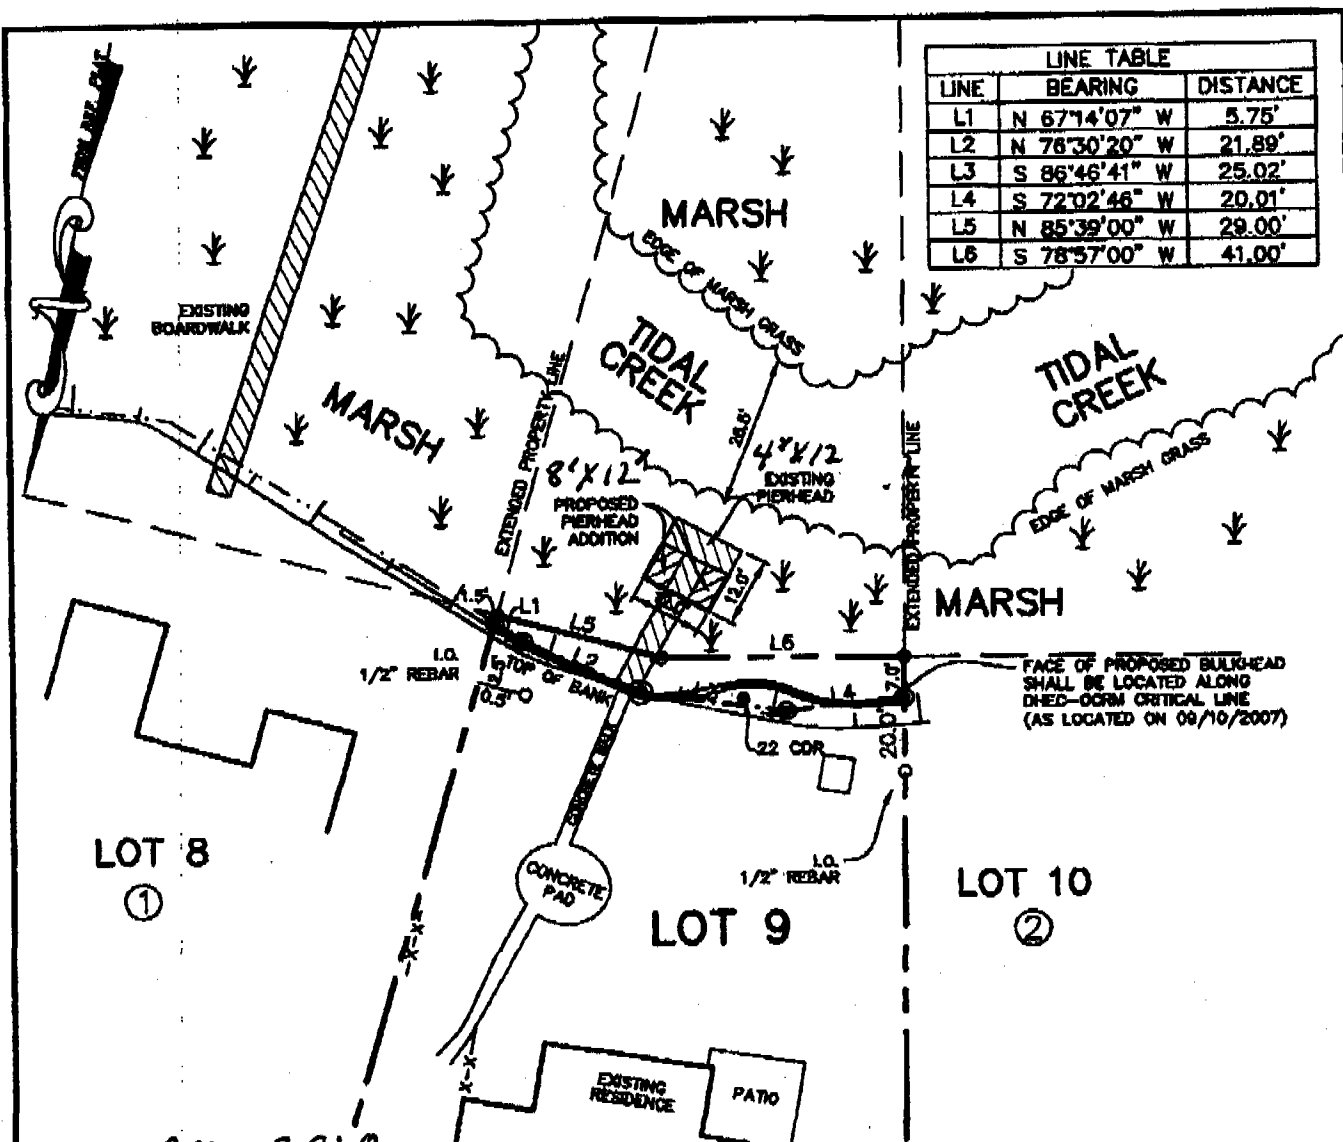 LINE TABLE
LINE BEARING DISTANCE
L1 N 67°14'07" W 5.75'
L2 N 76°30'20" W 21.89'
L3 S 86°46'41" W 25.02'
L4 S 72°02'46" W 20.01'
L5 N 85°39'00" W 29.00'
L6 S 78°57'00" W 41.00'
MARSH
EDGE OF MARSH GRASS
EXISTING
BOARDWALK
TIDAL
CREEK
TIDAL
CREEK
MARSH
EXTENDED PROPERTY LINE
EXTENDED PROPERTY LINE
EDGE OF MARSH GRASS
8'X12'
PROPOSED
PIERHEAD
ADDITION
4'X12
EXISTING
PIERHEAD
12.0'
MARSH
L1
L5
L2
L6
L4
I.O.
1/2" REBAR
TOP OF BANK
0.5'
7.0'
20.0'
FACE OF PROPOSED BULKHEAD
SHALL BE LOCATED ALONG
DHEC-OCRM CRITICAL LINE
(AS LOCATED ON 09/10/2007)
22 CDR
CONCRETE WALK
LOT 8
1
CONCRETE
PAD
I.O.
1/2" REBAR
LOT 9
LOT 10
2
-X-X-
X-X-
EXISTING
RESIDENCE
PATIO